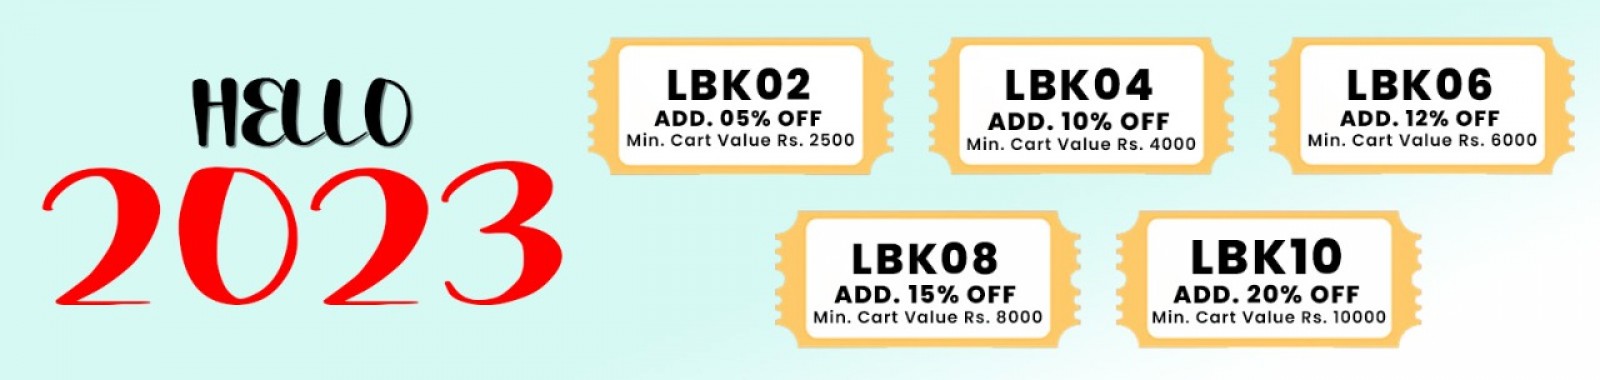 HELLO
2023
LBK02
ADD. 05% OFF
Min. Cart Value Rs. 2500
LBK04
ADD. 10% OFF
Min. Cart Value Rs. 4000
LBK06
ADD. 12% OFF
Min. Cart Value Rs. 6000
LBK08
ADD. 15% OFF
Min. Cart Value Rs. 8000
LBK10
ADD. 20% OFF
Min. Cart Value Rs. 10000